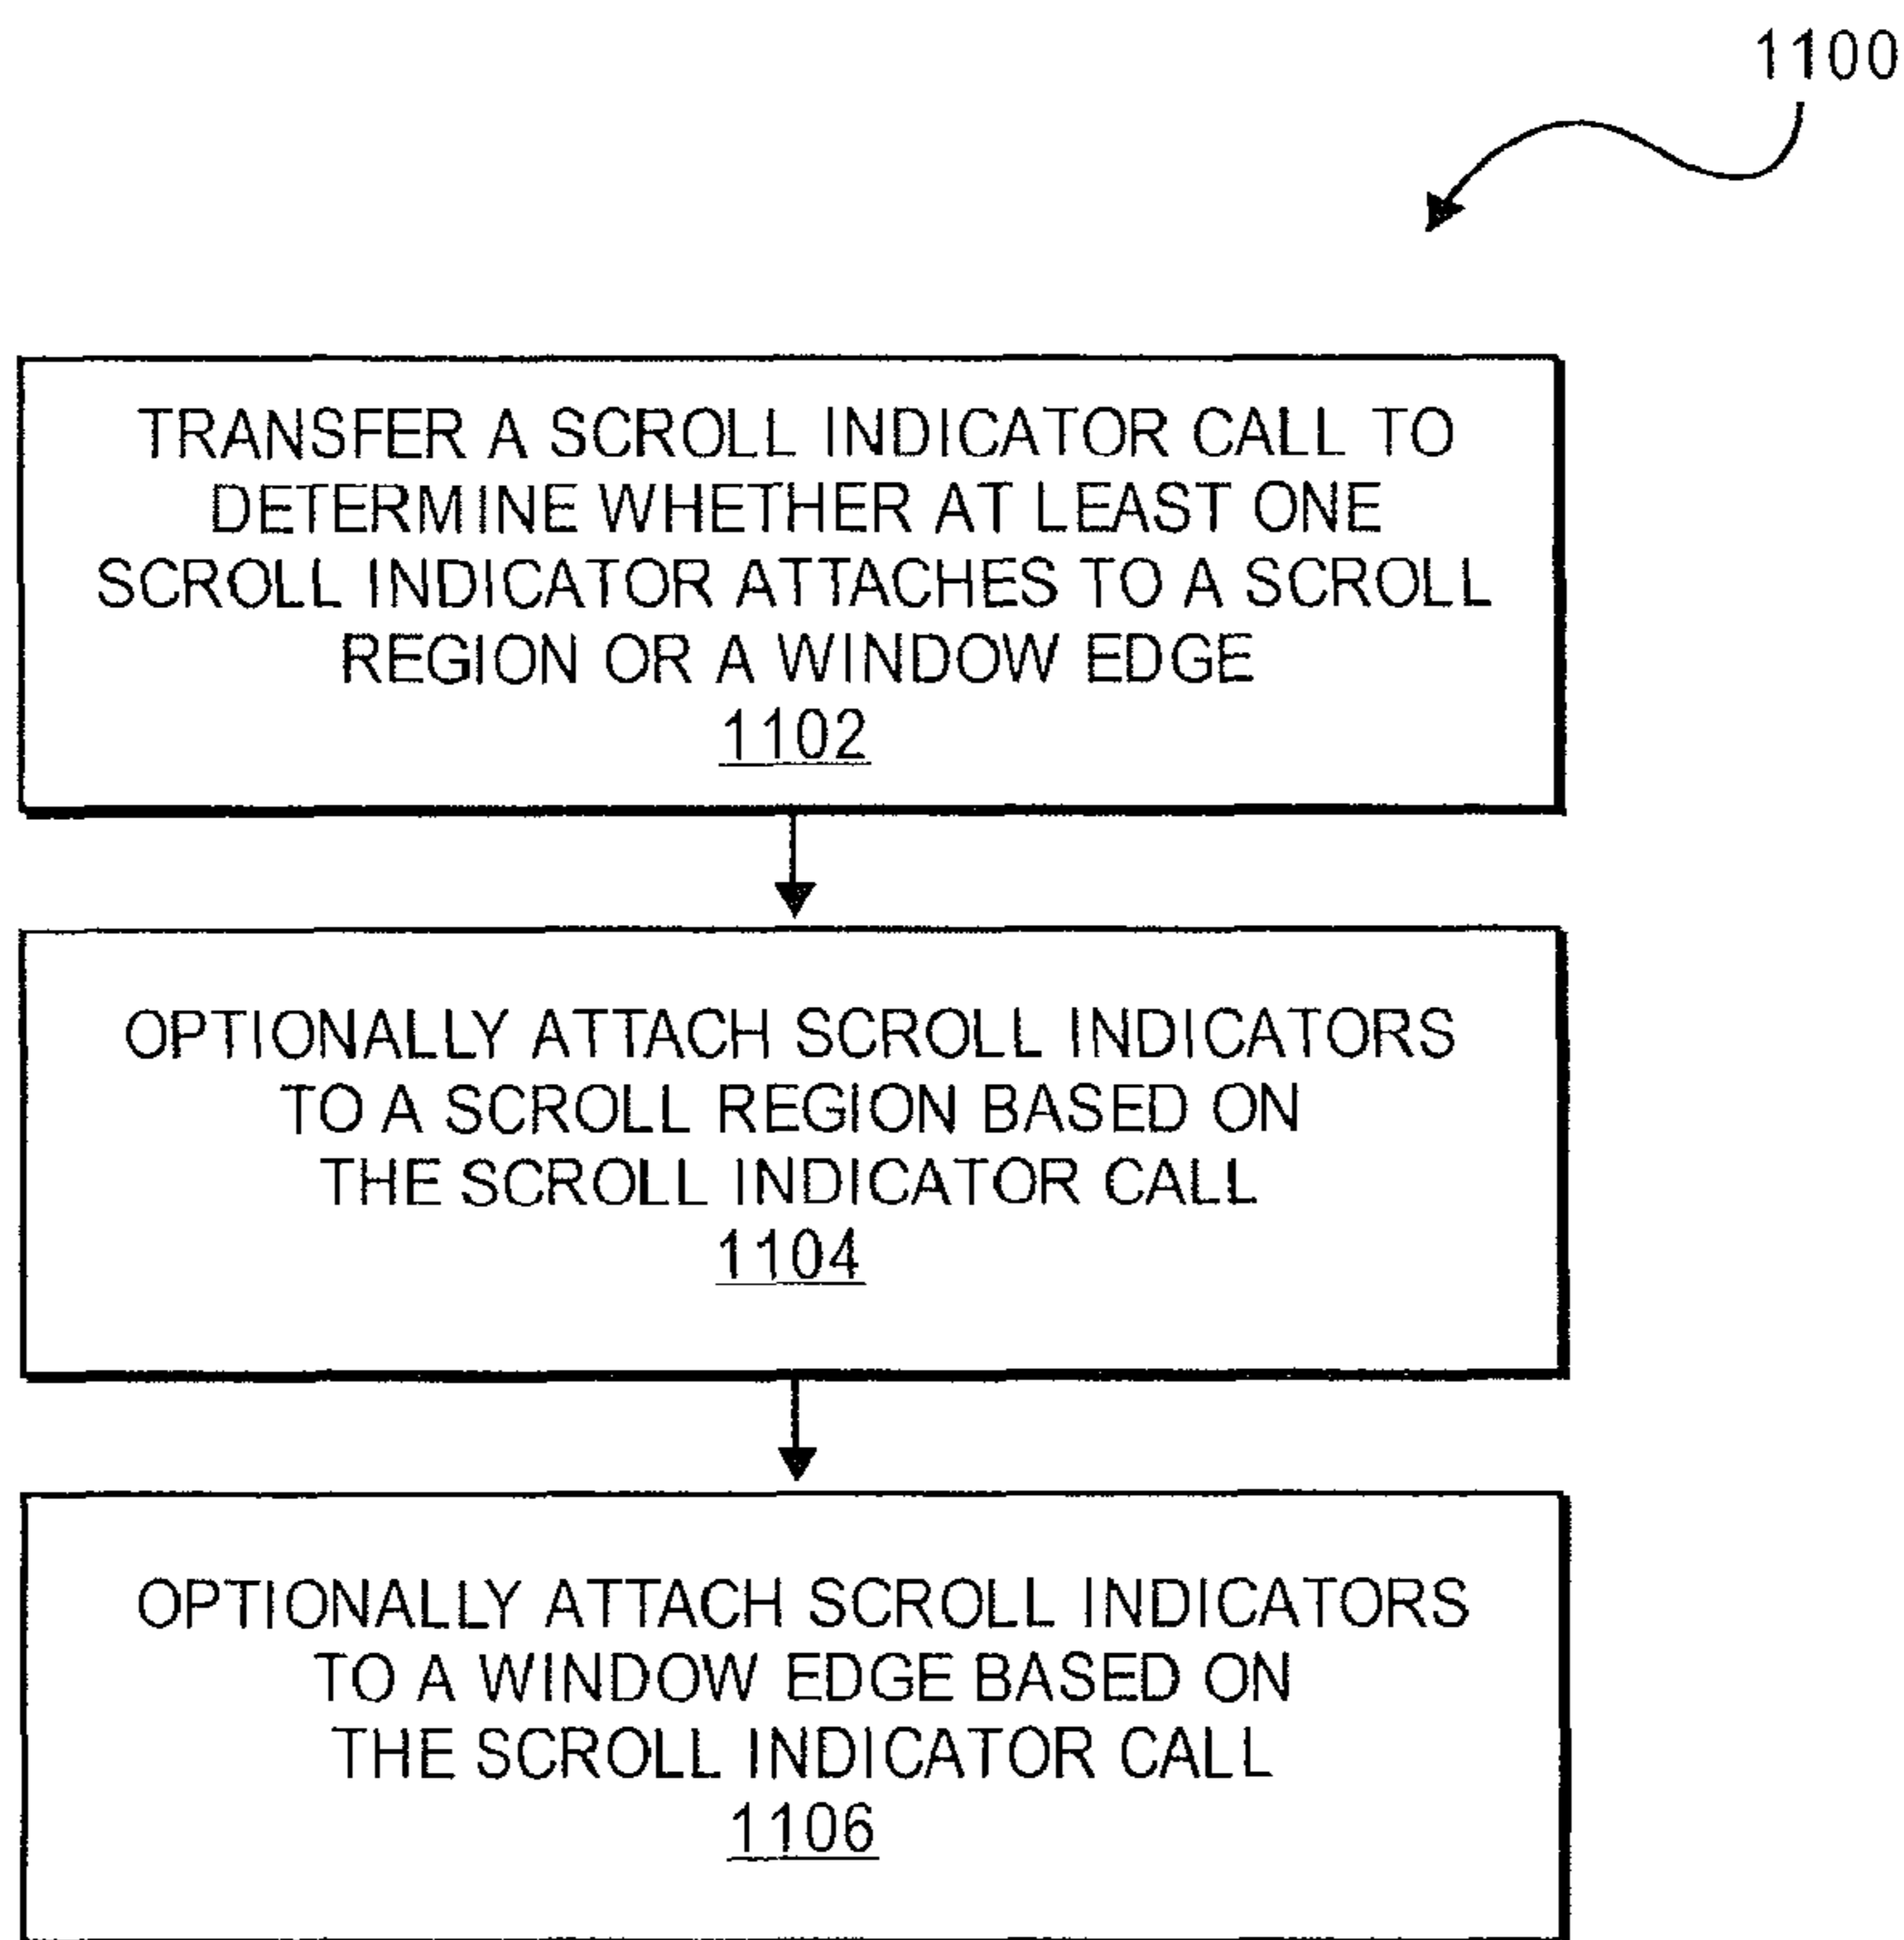 1100
TRANSFER A SCROLL INDICATOR CALL TO
DETERMINE WHETHER AT LEAST ONE
SCROLL INDICATOR ATTACHES TO A SCROLL
REGION OR A WINDOW EDGE
1102
OPTIONALLY ATTACH SCROLL INDICATORS
TO A SCROLL REGION BASED ON
THE SCROLL INDICATOR CALL
1104
OPTIONALLY ATTACH SCROLL INDICATORS
TO A WINDOW EDGE BASED ON
THE SCROLL INDICATOR CALL
1106